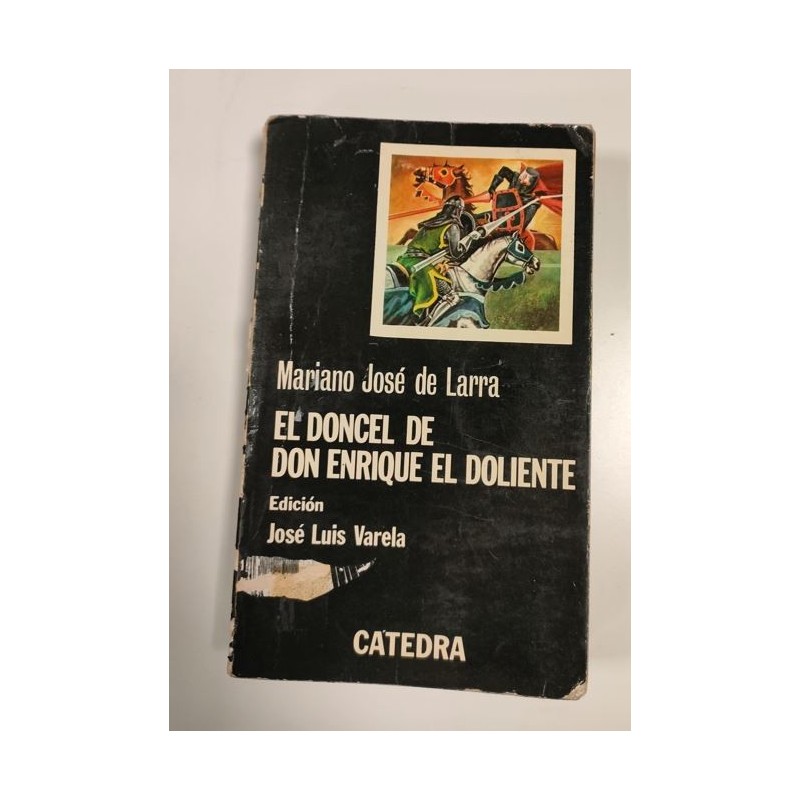 Mariano José de Larra
EL DONCEL DE
DON ENRIQUE EL DOLIENTE
Edición
José Luis Varela
CATEDRA